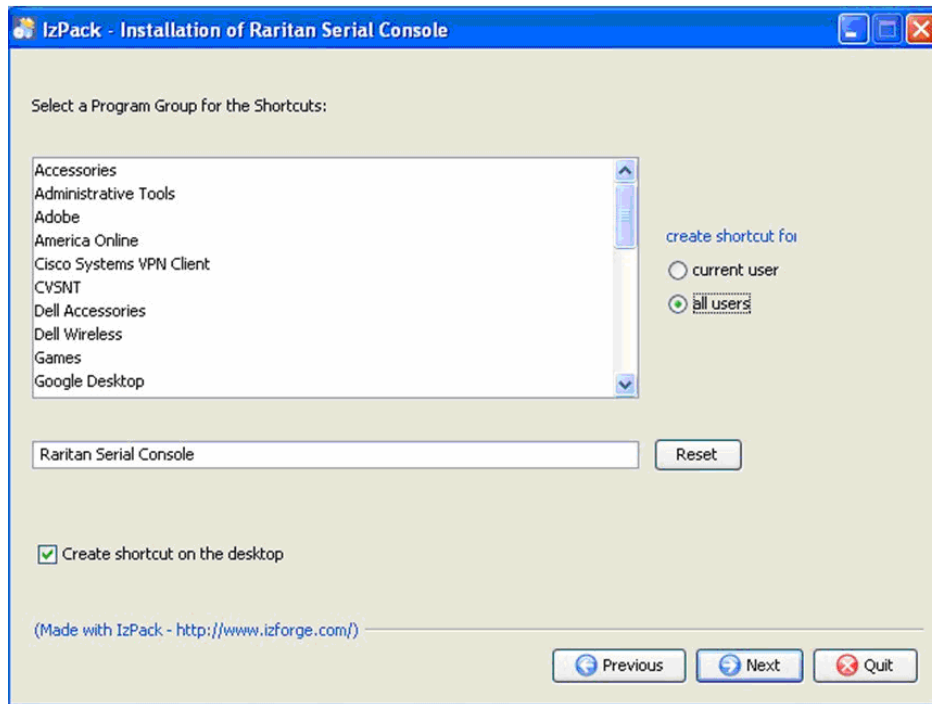 IzPack - Installation of Raritan Serial Console
Select a Program Group for the Shortcuts:
Accessories
Administrative Tools
Adobe
America Online
Cisco Systems VPN Client
CVSNT
Dell Accessories
Dell Wireless
Games
Google Desktop
create shortcut for
current user
all users
Raritan Serial Console
Reset
Create shortcut on the desktop
(Made with IzPack - http://www.izforge.com/)
Previous
Next
Quit